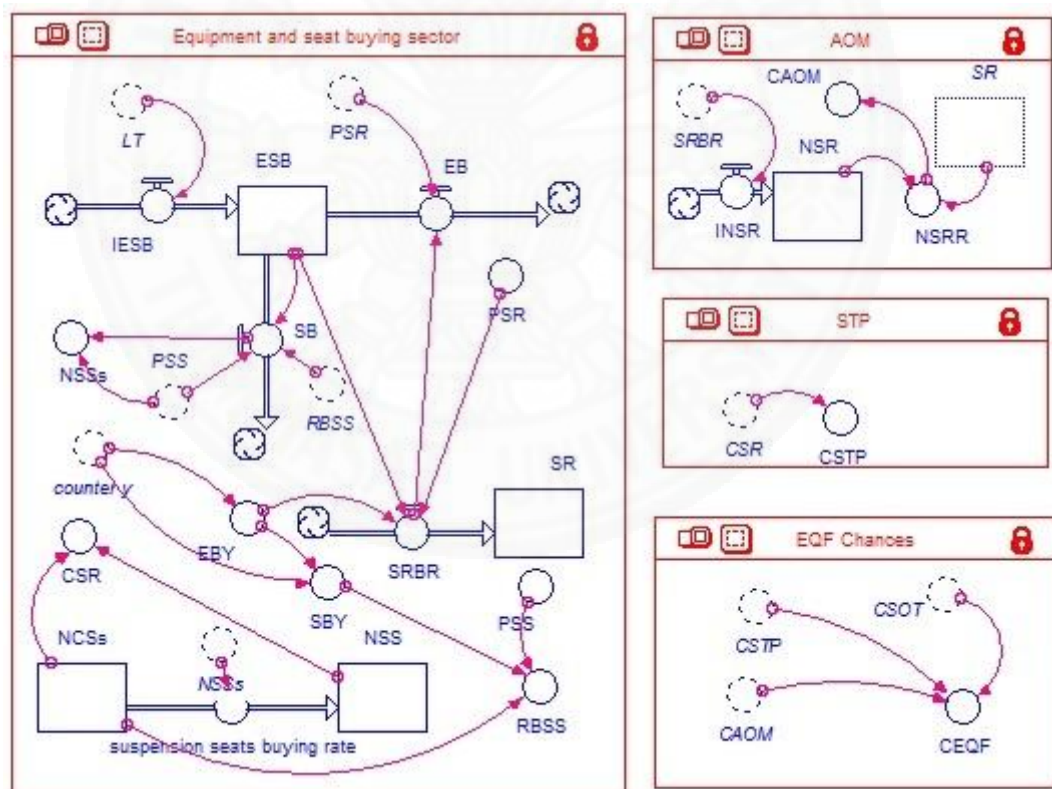 Equipment and seat buying sector
LT
PSR
ESB
EB
IESB
PSR
SB
PSS
NSSs
RBSS
counter y
SR
EBY
SRBR
CSR
SBY
PSS
NCSs
NSS
NSSs
RBSS
suspension seats buying rate
AOM
CAOM
SR
SRBR
NSR
INSR
NSRR
STP
CSR
CSTP
EQF Chances
CSOT
CSTP
CAOM
CEQF